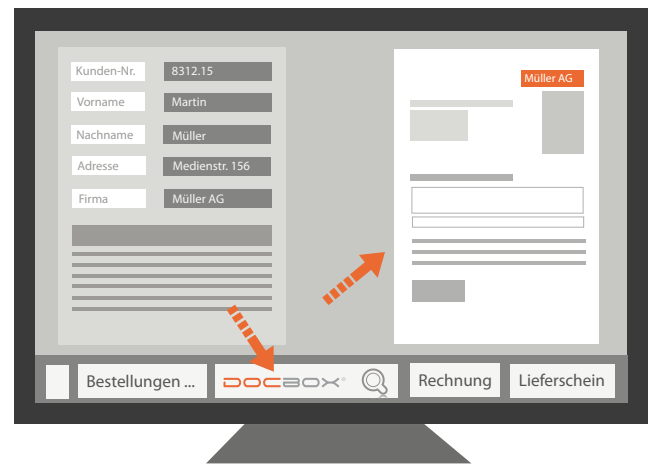 Kunden-Nr. 8312.15
Vorname Martin
Nachname Müller
Adresse Medienstr. 156
Firma Müller AG
Müller AG
Bestellungen ... DOCBOX® Rechnung Lieferschein